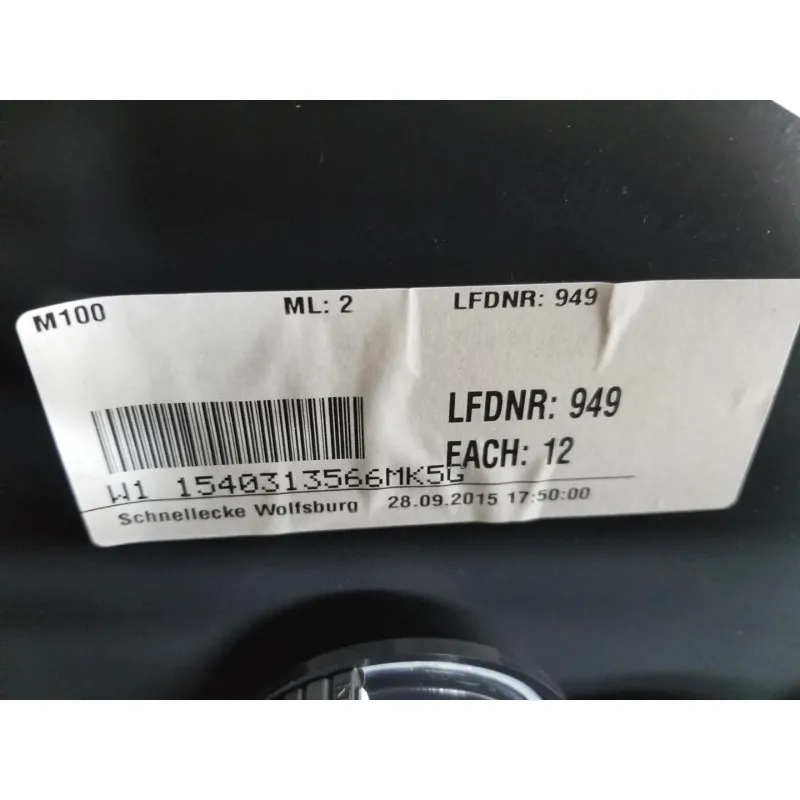 M100 ML: 2 LFDNR: 949
LFDNR: 949
EACH: 12
W1 1540313566MK5G
Schnellecke Wolfsburg 28.09.2015 17:50:00